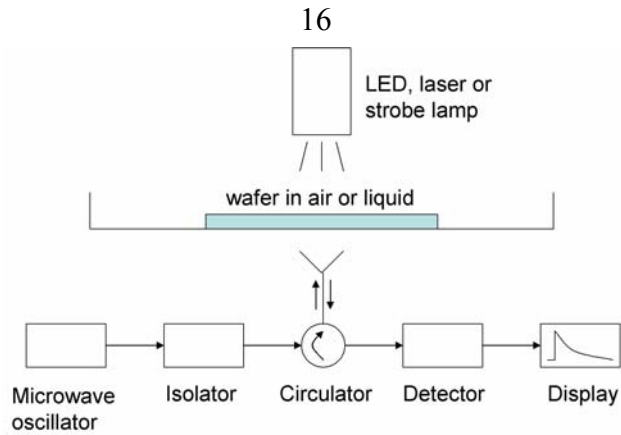 16
LED, laser or
strobe lamp
wafer in air or liquid
Microwave
oscillator
Isolator
Circulator
Detector
Display